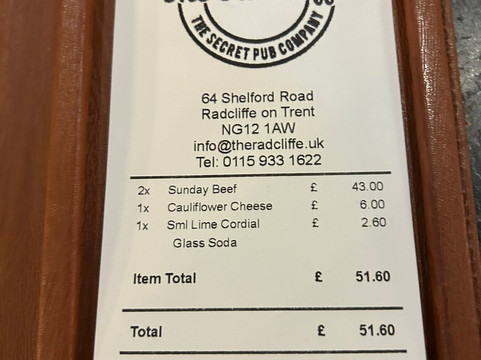 THE SECRET PUB COMPANY
64 Shelford Road
Radcliffe on Trent
NG12 1AW
info@theradcliffe.uk
Tel: 0115 933 1622
2x Sunday Beef £ 43.00
1x Cauliflower Cheese £ 6.00
1x Sml Lime Cordial £ 2.60
Glass Soda
Item Total £ 51.60
Total £ 51.60